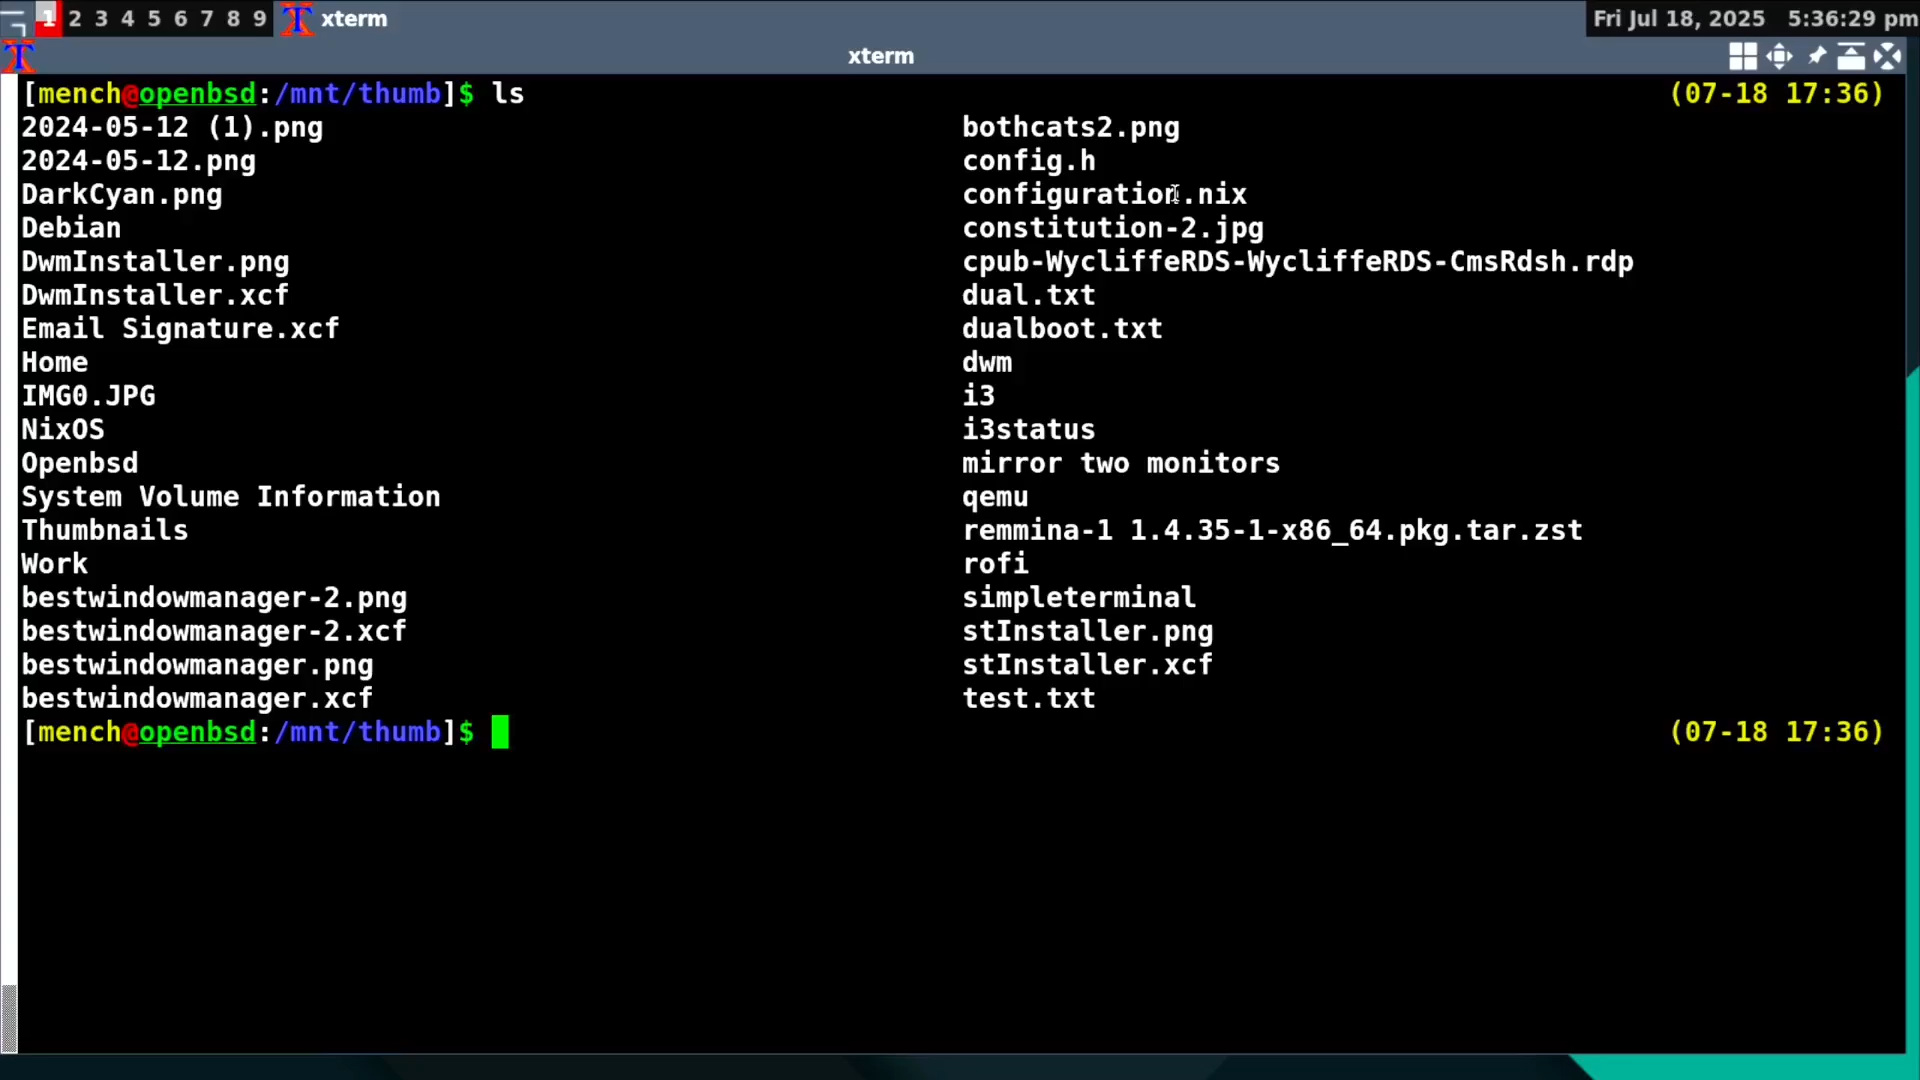 1 2 3 4 5 6 7 8 9 xterm Fri Jul 18, 2025 5:36:29 pm
xterm
[mench@openbsd:/mnt/thumb]$ ls (07-18 17:36)
2024-05-12 (1).png bothcats2.png
2024-05-12.png config.h
DarkCyan.png configuration.nix
Debian constitution-2.jpg
DwmInstaller.png cpub-WycliffeRDS-WycliffeRDS-CmsRdsh.rdp
DwmInstaller.xcf dual.txt
Email Signature.xcf dualboot.txt
Home dwm
IMG0.JPG i3
NixOS i3status
Openbsd mirror two monitors
System Volume Information qemu
Thumbnails remmina-1 1.4.35-1-x86_64.pkg.tar.zst
Work rofi
bestwindowmanager-2.png simpleterminal
bestwindowmanager-2.xcf stInstaller.png
bestwindowmanager.png stInstaller.xcf
bestwindowmanager.xcf test.txt
[mench@openbsd:/mnt/thumb]$ (07-18 17:36)